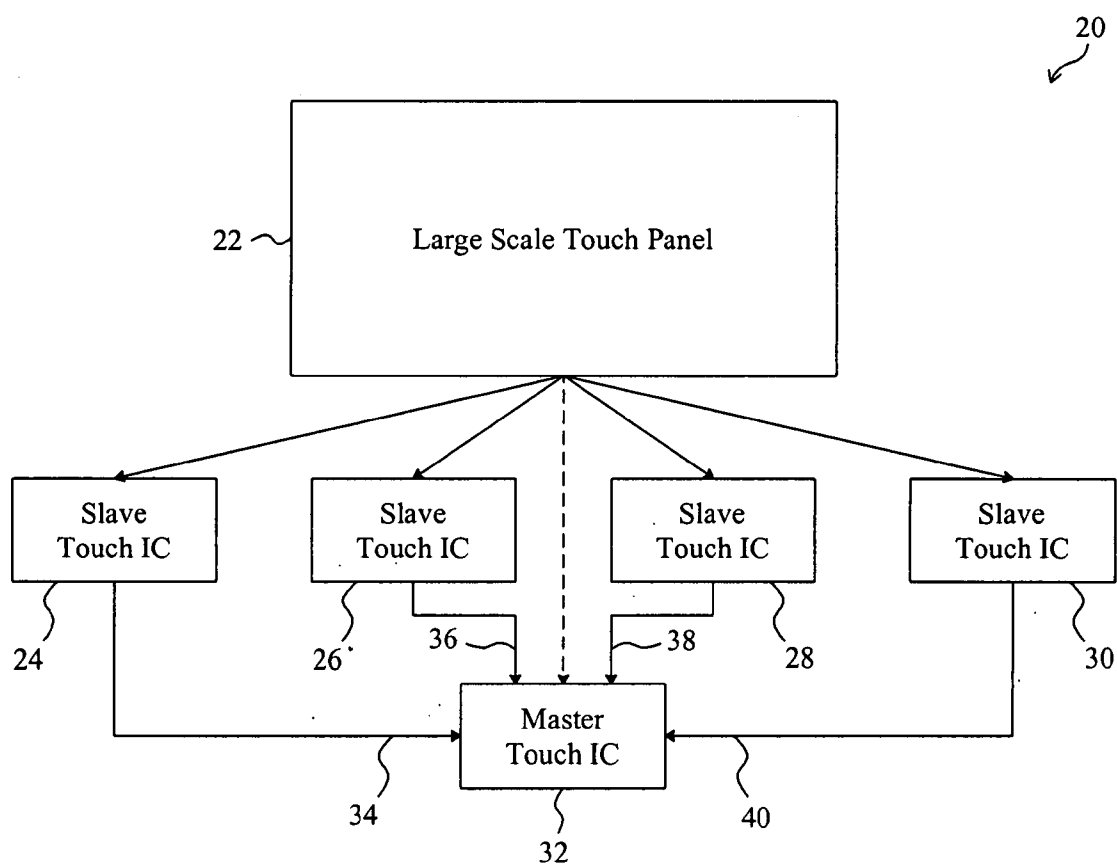 20
22
Large Scale Touch Panel
Slave
Touch IC
Slave
Touch IC
Slave
Touch IC
Slave
Touch IC
24
26
36
38
28
30
Master
Touch IC
34
32
40